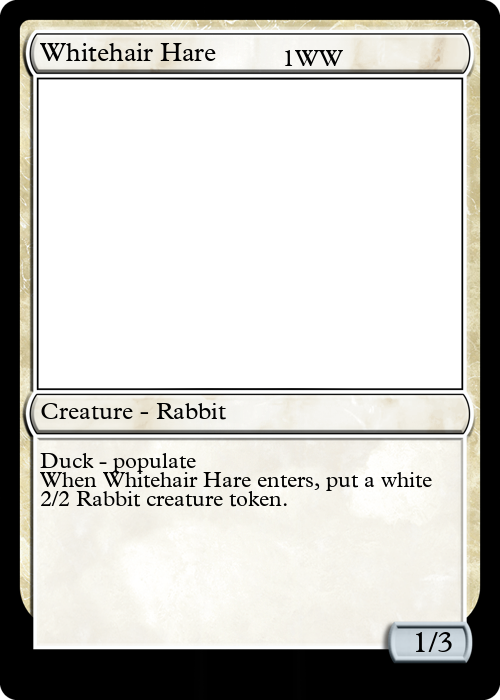 Whitehair Hare 1WW
Creature - Rabbit
Duck - populate
When Whitehair Hare enters, put a white
2/2 Rabbit creature token.
1/3